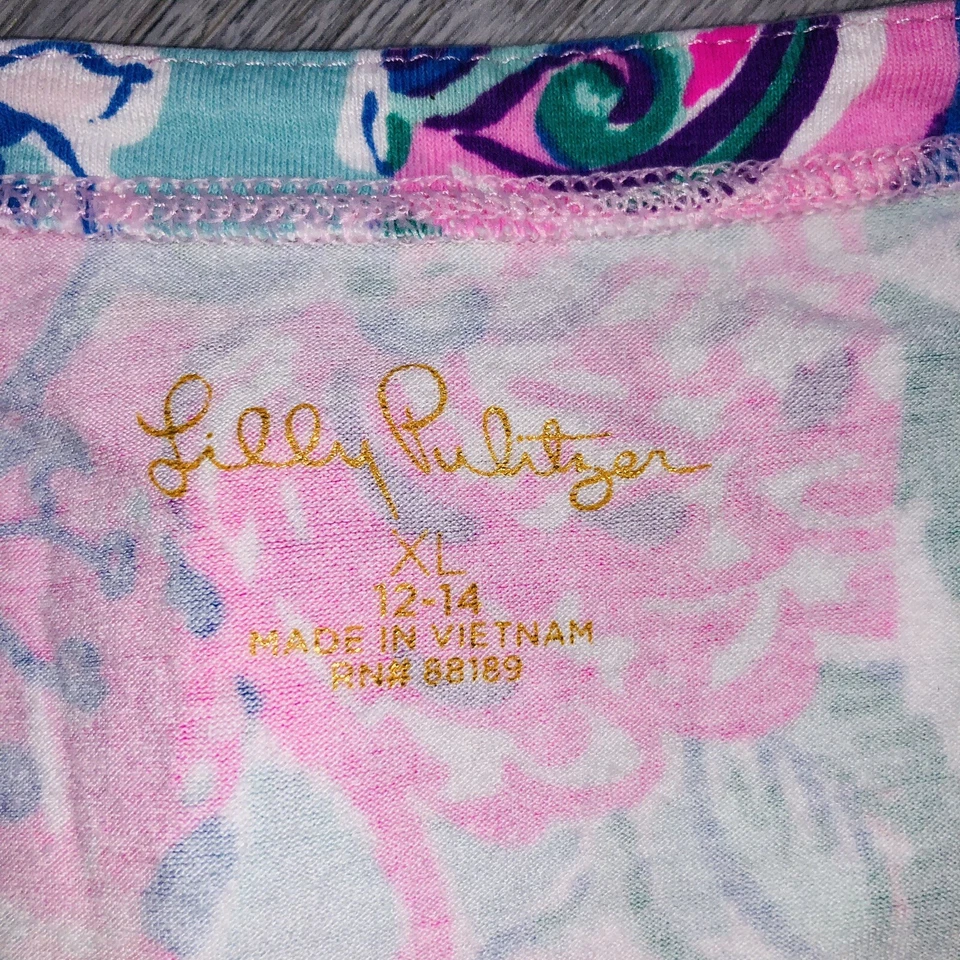 Lilly Pulitzer
XL
12-14
MADE IN VIETNAM
RN# 88189